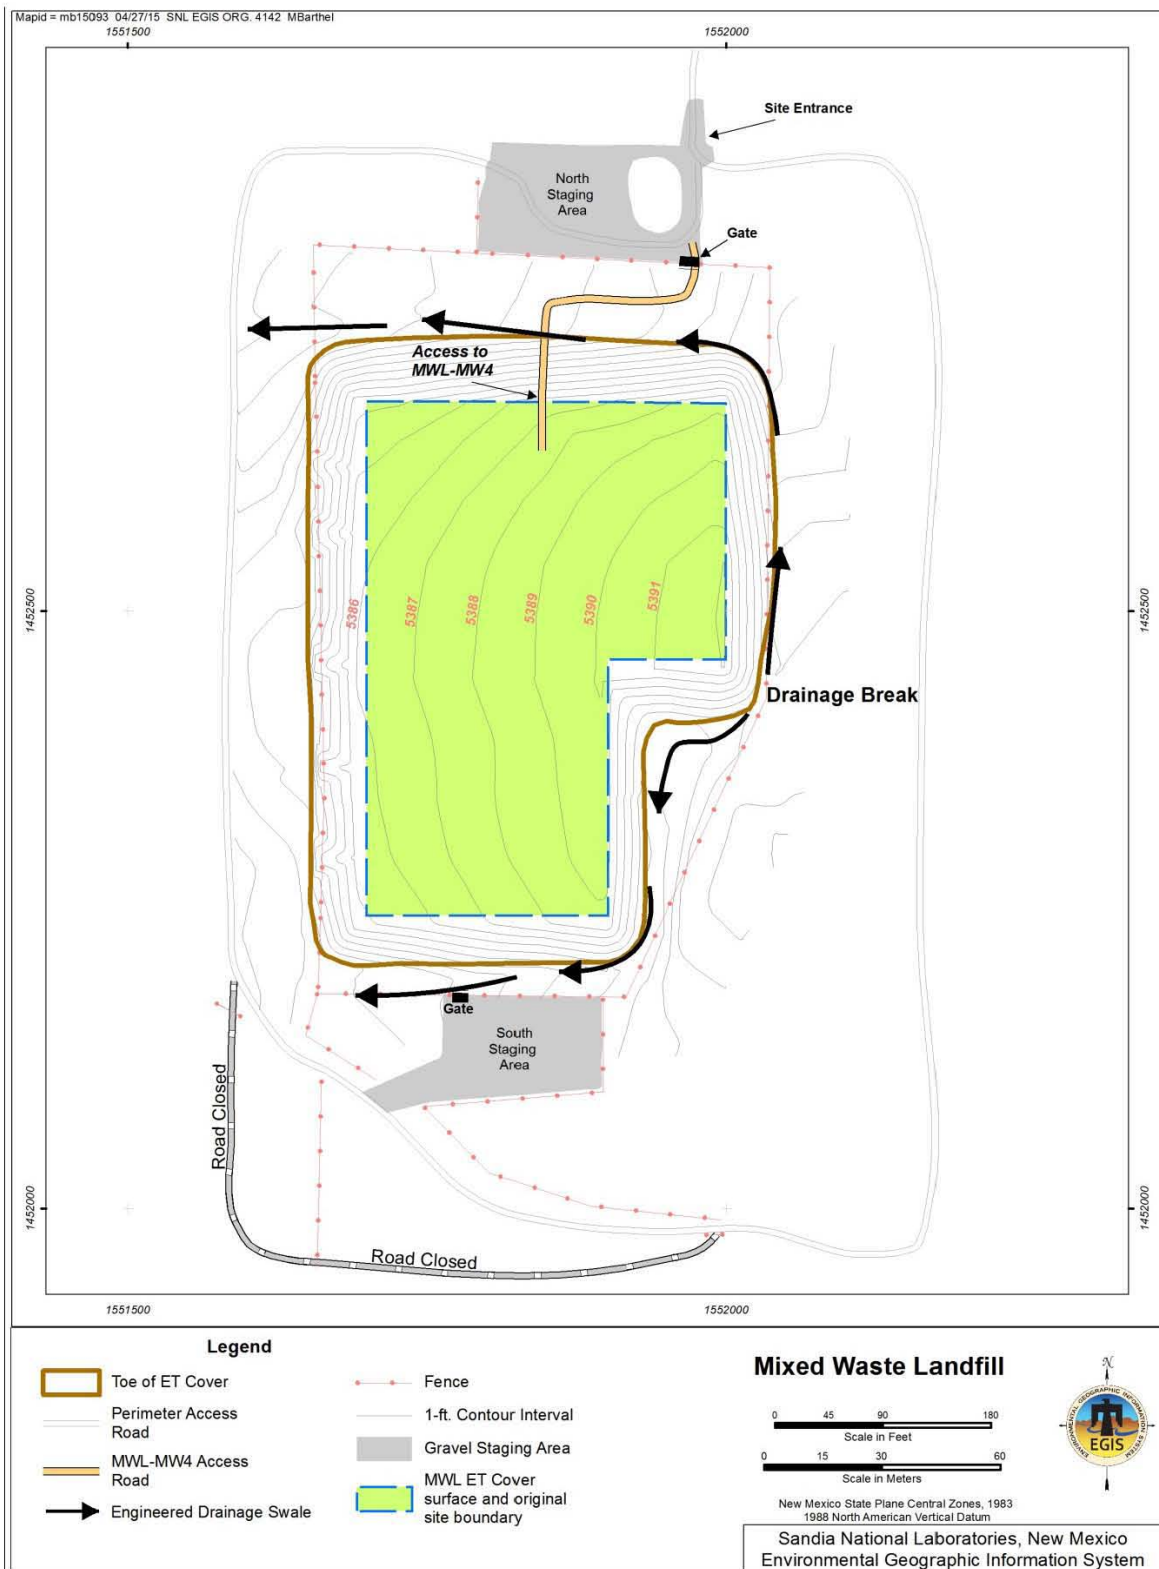 Mapid = mb15093 04/27/15 SNL EGIS ORG. 4142 MBarthel
1551500
1552000
Site Entrance
North
Staging
Area
Gate
Access to
MWL-MW4
5386
5387
5388
5389
5390
5391
1452500
1452500
Drainage Break
Gate
South
Staging
Area
Road Closed
1452000
1452000
Road Closed
1551500
1552000
Legend
Toe of ET Cover
Perimeter Access
Road
MWL-MW4 Access
Road
Engineered Drainage Swale
Fence
1-ft. Contour Interval
Gravel Staging Area
MWL ET Cover
surface and original
site boundary
Mixed Waste Landfill
0 45 90 180
Scale in Feet
0 15 30 60
Scale in Meters
New Mexico State Plane Central Zones, 1983
1988 North American Vertical Datum
N
ENVIRONMENTAL GEOGRAPHIC INFORMATION SYSTEM
EGIS
Sandia National Laboratories, New Mexico
Environmental Geographic Information System